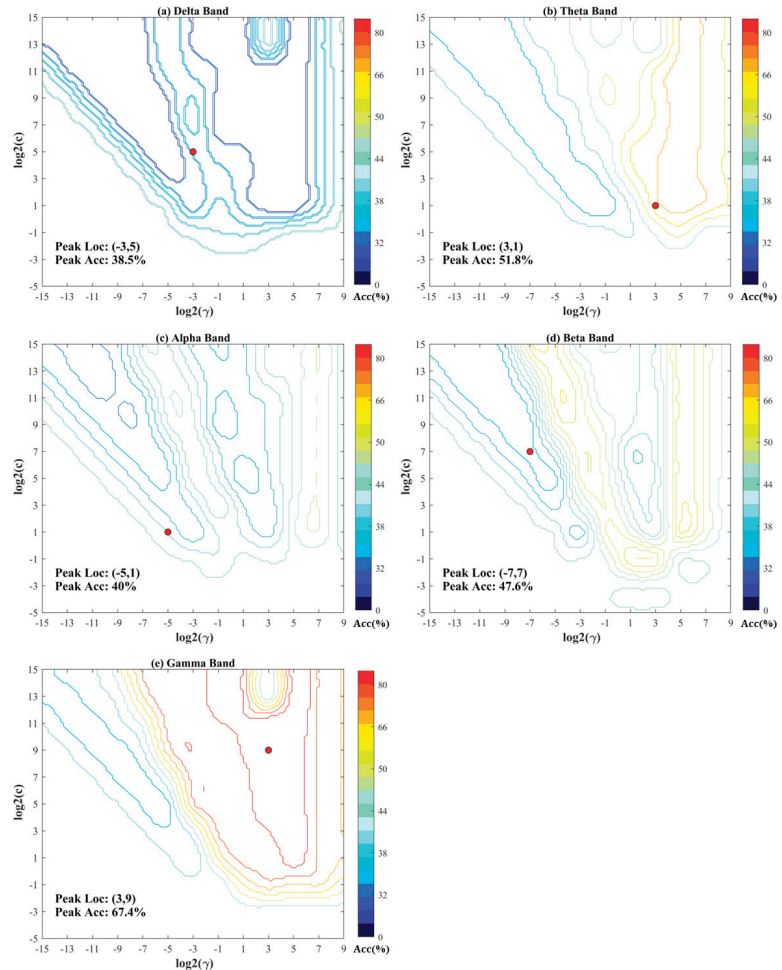 (a) Delta Band
15
13
11
9
7
5
3
1
-1
-3
-5
log2(c)
Peak Loc: (-3,5)
Peak Acc: 38.5%
-15 -13 -11 -9 -7 -5 -3 -1 1 3 5 7 9
log2(γ)
80
66
50
44
38
32
0
Acc(%)
(b) Theta Band
15
13
11
9
7
5
3
1
-1
-3
-5
log2(c)
Peak Loc: (3,1)
Peak Acc: 51.8%
-15 -13 -11 -9 -7 -5 -3 -1 1 3 5 7 9
log2(γ)
80
66
50
44
38
32
0
Acc(%)
(c) Alpha Band
15
13
11
9
7
5
3
1
-1
-3
-5
log2(c)
Peak Loc: (-5,1)
Peak Acc: 40%
-15 -13 -11 -9 -7 -5 -3 -1 1 3 5 7 9
log2(γ)
80
66
50
44
38
32
0
Acc(%)
(d) Beta Band
15
13
11
9
7
5
3
1
-1
-3
-5
log2(c)
Peak Loc: (-7,7)
Peak Acc: 47.6%
-15 -13 -11 -9 -7 -5 -3 -1 1 3 5 7 9
log2(γ)
80
66
50
44
38
32
0
Acc(%)
(e) Gamma Band
15
13
11
9
7
5
3
1
-1
-3
-5
log2(c)
Peak Loc: (3,9)
Peak Acc: 67.4%
-15 -13 -11 -9 -7 -5 -3 -1 1 3 5 7 9
log2(γ)
80
66
50
44
38
32
0
Acc(%)